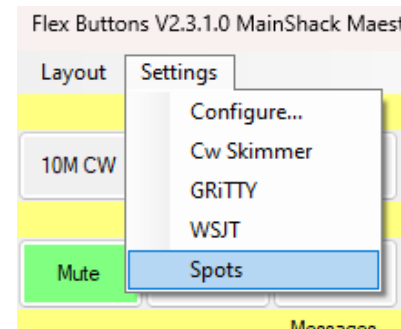 Flex Buttons V2.3.1.0 MainShack Maest
Layout Settings
Configure...
Cw Skimmer
10M CW
GRiTTY
WSJT
Mute
Spots
Messages